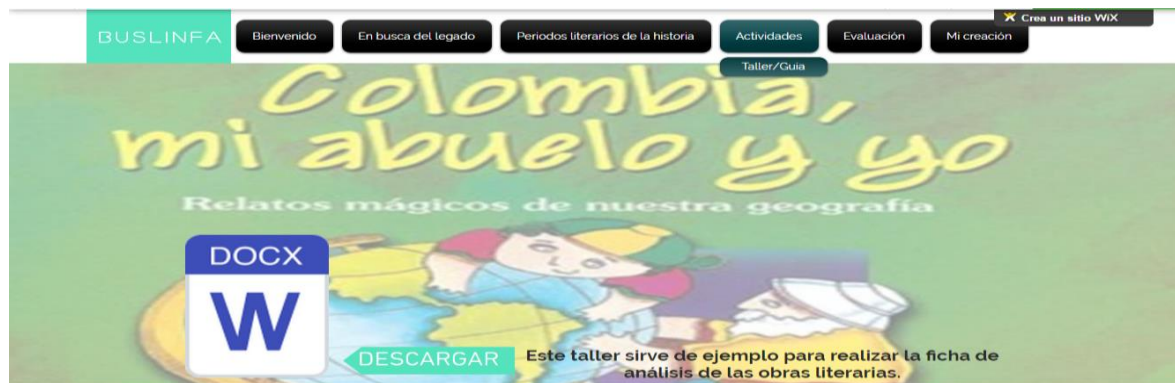 Crea un sitio WiX
BUSLINFA
Bienvenido
En busca del legado
Periodos literarios de la historia
Actividades
Evaluación
Mi creación
Taller/Guia
Colombia,
mi abuelo y yo
Relatos mágicos de nuestra geografía
DOCX
W
DESCARGAR
Este taller sirve de ejemplo para realizar la ficha de
análisis de las obras literarias.